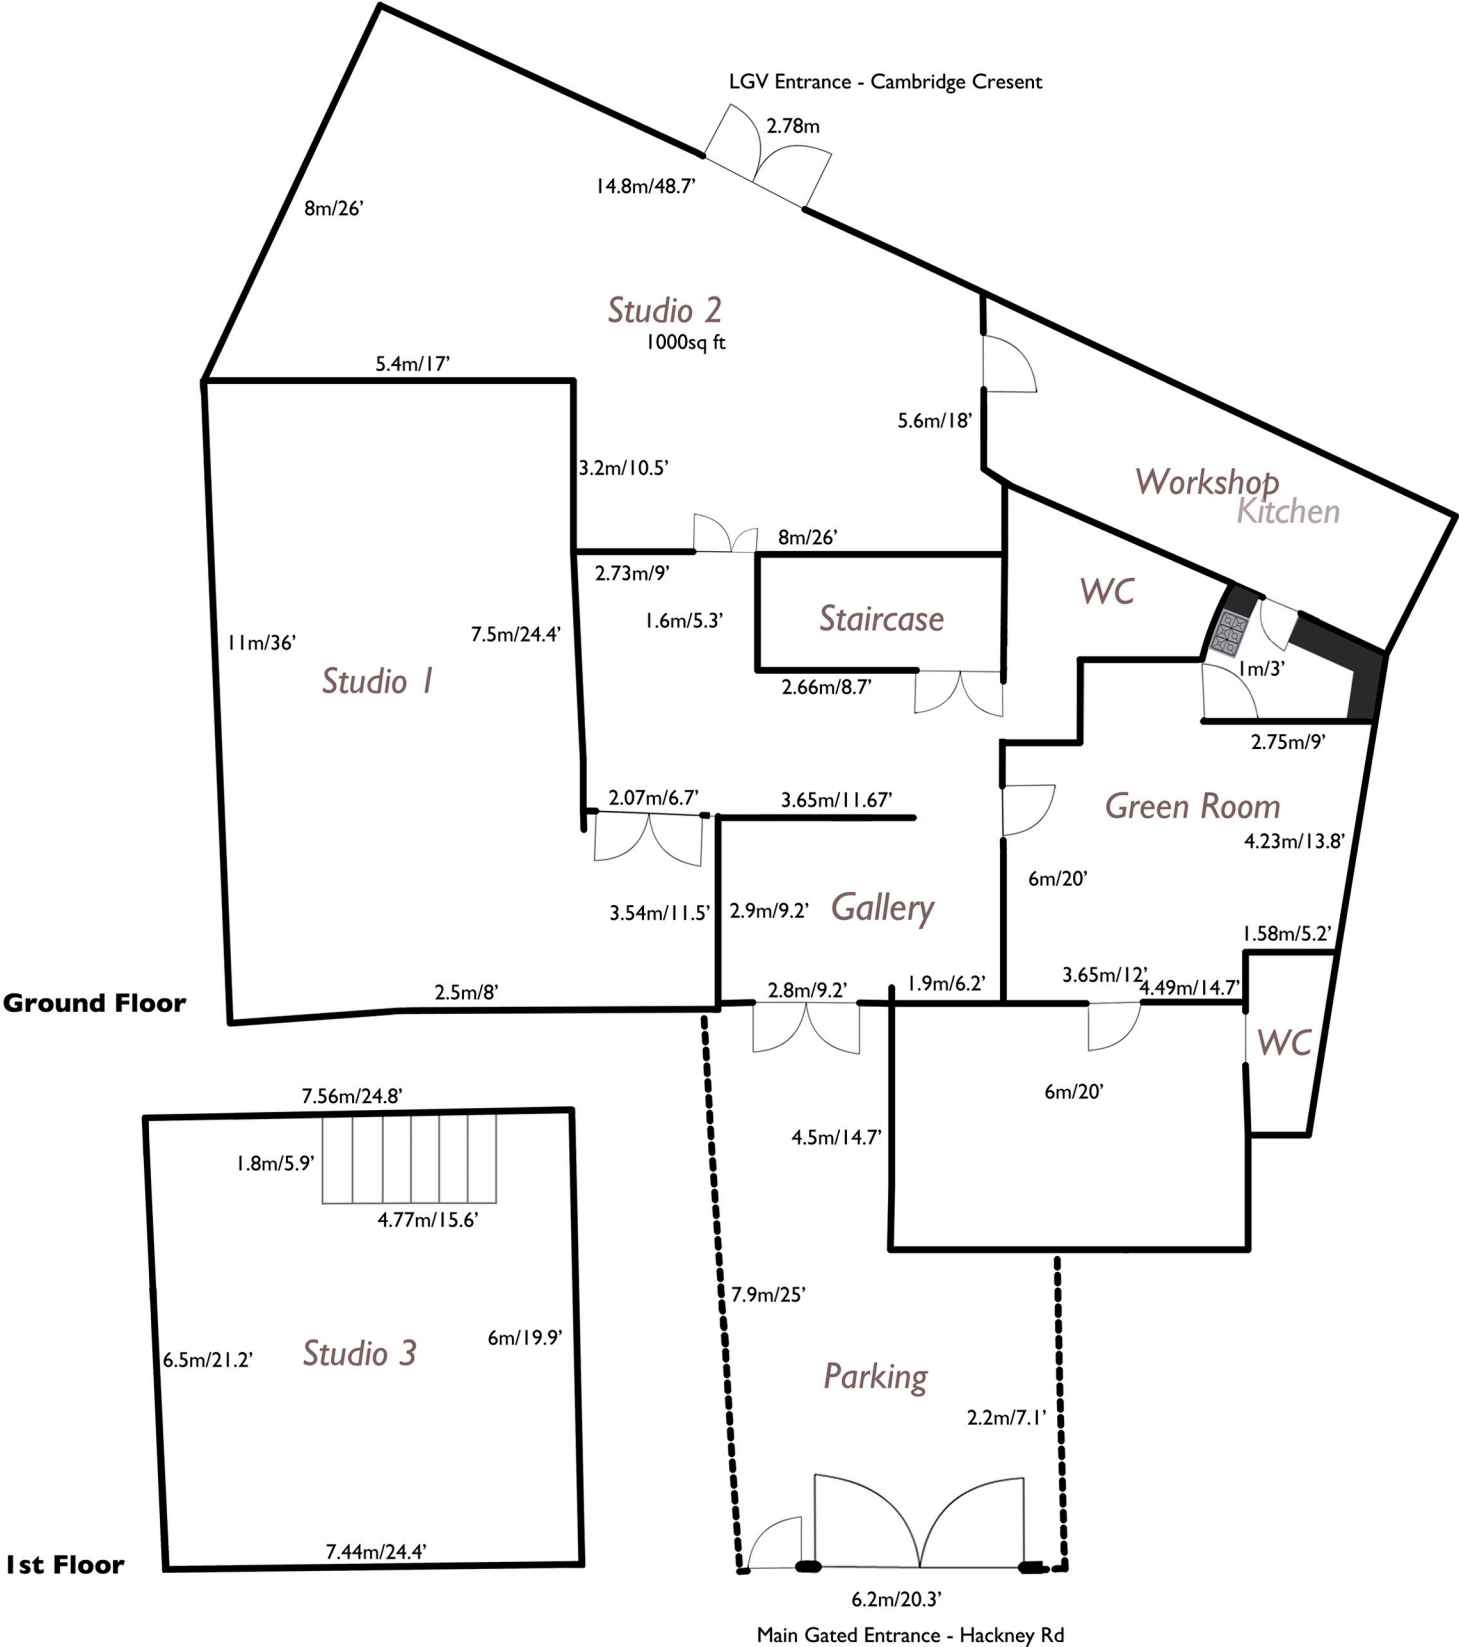 LGV Entrance - Cambridge Cresent
2.78m
14.8m/48.7'
8m/26'
Studio 2
1000sq ft
5.4m/17'
5.6m/18'
3.2m/10.5'
Workshop
Kitchen
8m/26'
2.73m/9'
1.6m/5.3'
Staircase
WC
7.5m/24.4'
11m/36'
Studio 1
2.66m/8.7'
1m/3'
2.75m/9'
2.07m/6.7'
3.65m/11.67'
Green Room
4.23m/13.8'
6m/20'
3.54m/11.5'
2.9m/9.2'
Gallery
1.58m/5.2'
3.65m/12'
4.49m/14.7'
Ground Floor
2.5m/8'
2.8m/9.2'
1.9m/6.2'
WC
7.56m/24.8'
6m/20'
4.5m/14.7'
1.8m/5.9'
4.77m/15.6'
7.9m/25'
6m/19.9'
Studio 3
6.5m/21.2'
Parking
2.2m/7.1'
7.44m/24.4'
1st Floor
6.2m/20.3'
Main Gated Entrance - Hackney Rd